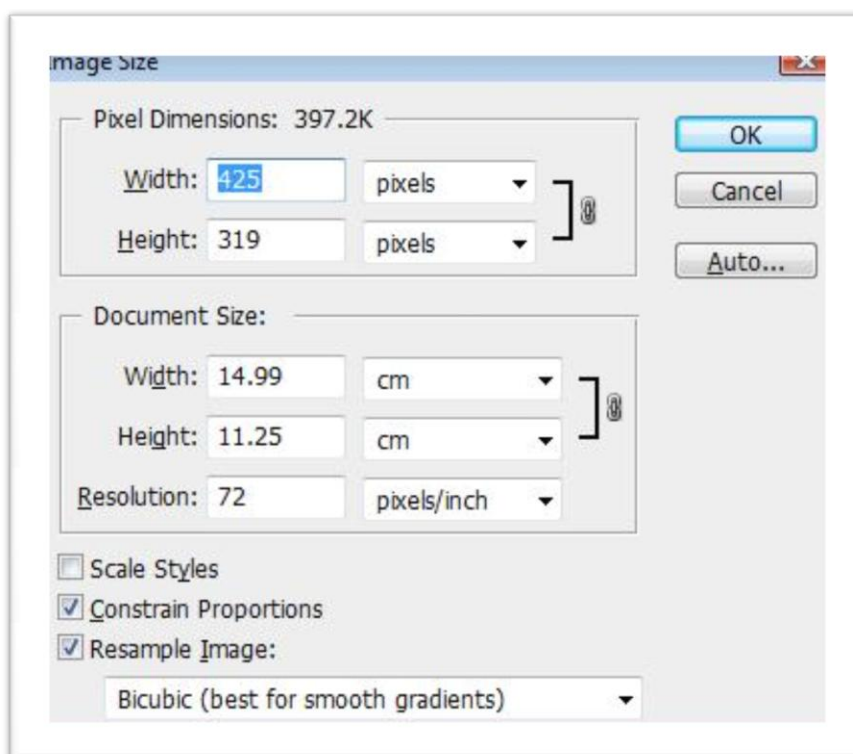 Image Size
Pixel Dimensions: 397.2K
OK
Width: 425 pixels
Cancel
Height: 319 pixels
Auto...
Document Size:
Width: 14.99 cm
Height: 11.25 cm
Resolution: 72 pixels/inch
Scale Styles
Constrain Proportions
Resample Image:
Bicubic (best for smooth gradients)